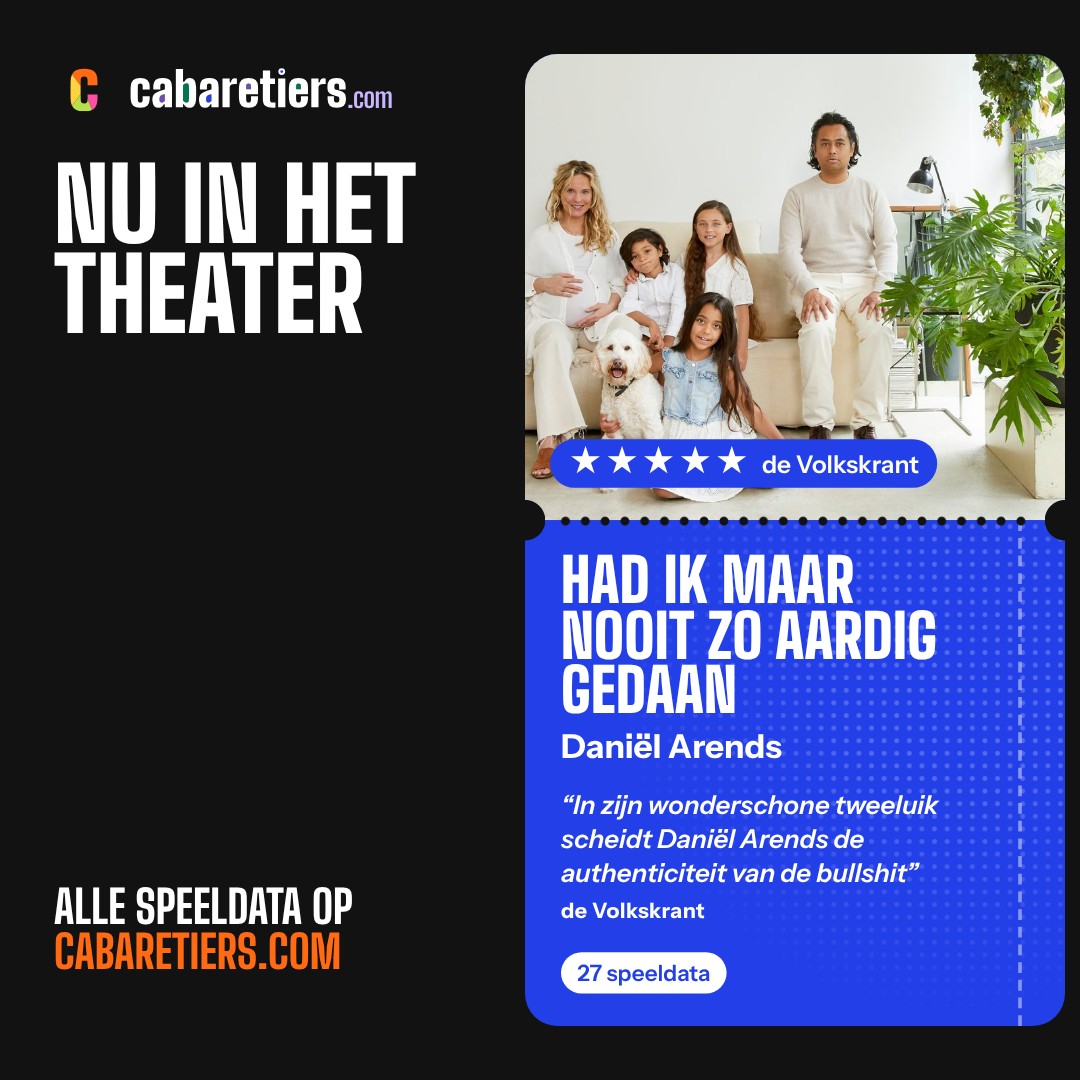 cabaretiers.com
NU IN HET
THEATER
ALLE SPEELDATA OP
CABARETIERS.COM
★★★★★ de Volkskrant
HAD IK MAAR
NOOIT ZO AARDIG
GEDAAN
Daniël Arends
“In zijn wonderschone tweeluik
scheidt Daniël Arends de
authenticiteit van de bullshit”
de Volkskrant
27 speeldata